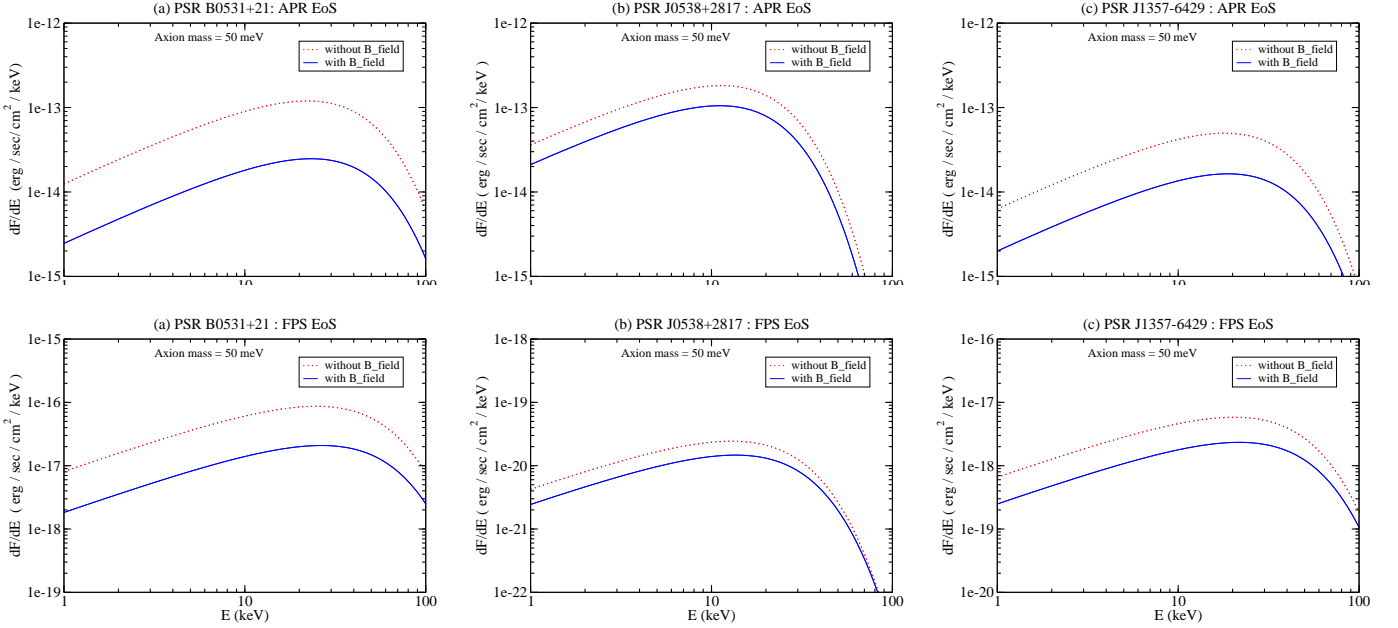 (a) PSR B0531+21: APR EoS
Axion mass = 50 meV
without B_field
with B_field
dF/dE (erg / sec/ cm2/ keV)
1e-12
1e-13
1e-14
1e-15
1
10
100
(b) PSR J0538+2817 : APR EoS
Axion mass = 50 meV
without B_field
with B_field
dF/dE ( erg / sec / cm2/ keV )
1e-12
1e-13
1e-14
1e-15
1
10
100
(c) PSR J1357-6429 : APR EoS
Axion mass = 50 meV
without B_field
with B_field
dF/dE ( erg / sec / cm2 / keV )
1e-12
1e-13
1e-14
1e-15
1
10
100
(a) PSR B0531+21 : FPS EoS
Axion mass = 50 meV
without B_field
with B_field
dF/dE ( erg / sec / cm2 / keV )
1e-15
1e-16
1e-17
1e-18
1e-19
1
10
100
E (keV)
(b) PSR J0538+2817 : FPS EoS
Axion mass = 50 meV
without B_field
with B_field
dF/dE ( erg / sec / cm2 / keV )
1e-18
1e-19
1e-20
1e-21
1e-22
1
10
100
E (keV)
(c) PSR J1357-6429 : FPS EoS
Axion mass = 50 meV
without B_field
with B_field
dF/dE ( erg / sec / cm2 / keV )
1e-16
1e-17
1e-18
1e-19
1e-20
1
10
100
E (keV)